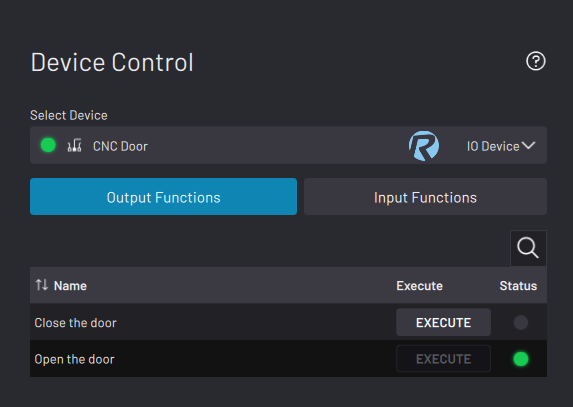 Device Control
Select Device
CNC Door
IO Device
Output Functions
Input Functions
Name Execute Status
Close the door EXECUTE
Open the door EXECUTE